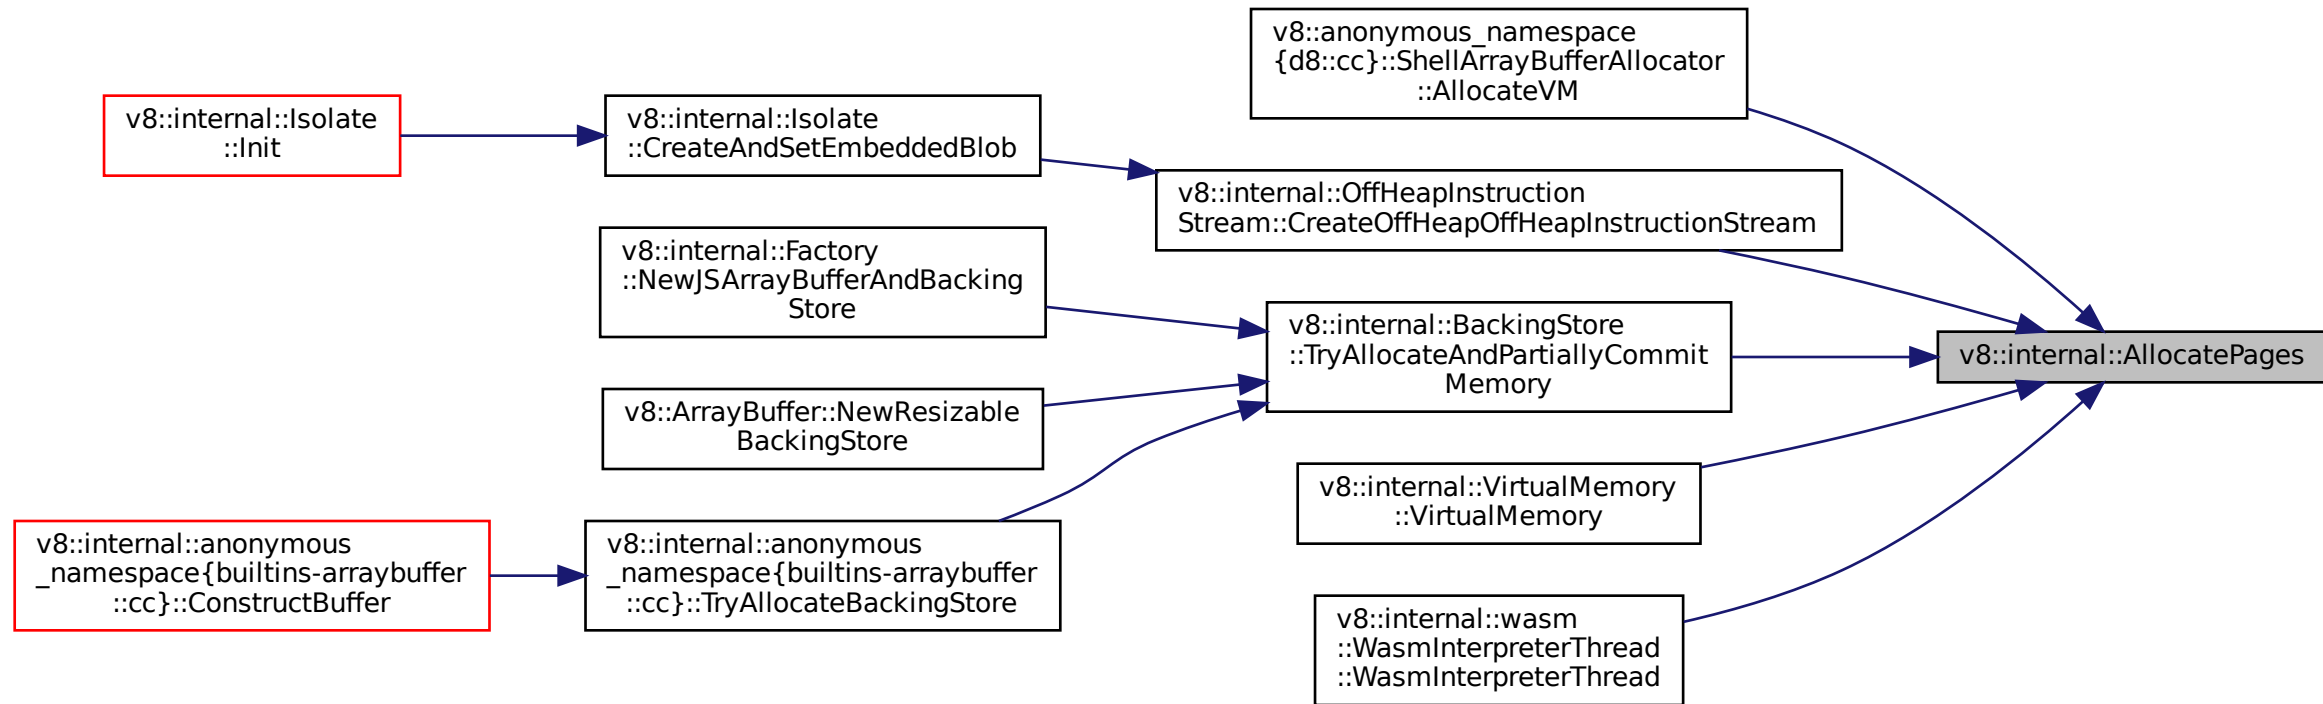 v8::anonymous_namespace
{d8::cc}::ShellArrayBufferAllocator
::AllocateVM
v8::internal::Isolate
::Init
v8::internal::Isolate
::CreateAndSetEmbeddedBlob
v8::internal::OffHeapInstruction
Stream::CreateOffHeapOffHeapInstructionStream
v8::internal::Factory
::NewJSArrayBufferAndBacking
Store
v8::internal::BackingStore
::TryAllocateAndPartiallyCommit
Memory
v8::internal::AllocatePages
v8::ArrayBuffer::NewResizable
BackingStore
v8::internal::VirtualMemory
::VirtualMemory
v8::internal::anonymous
_namespace{builtins-arraybuffer
::cc}::ConstructBuffer
v8::internal::anonymous
_namespace{builtins-arraybuffer
::cc}::TryAllocateBackingStore
v8::internal::wasm
::WasmInterpreterThread
::WasmInterpreterThread